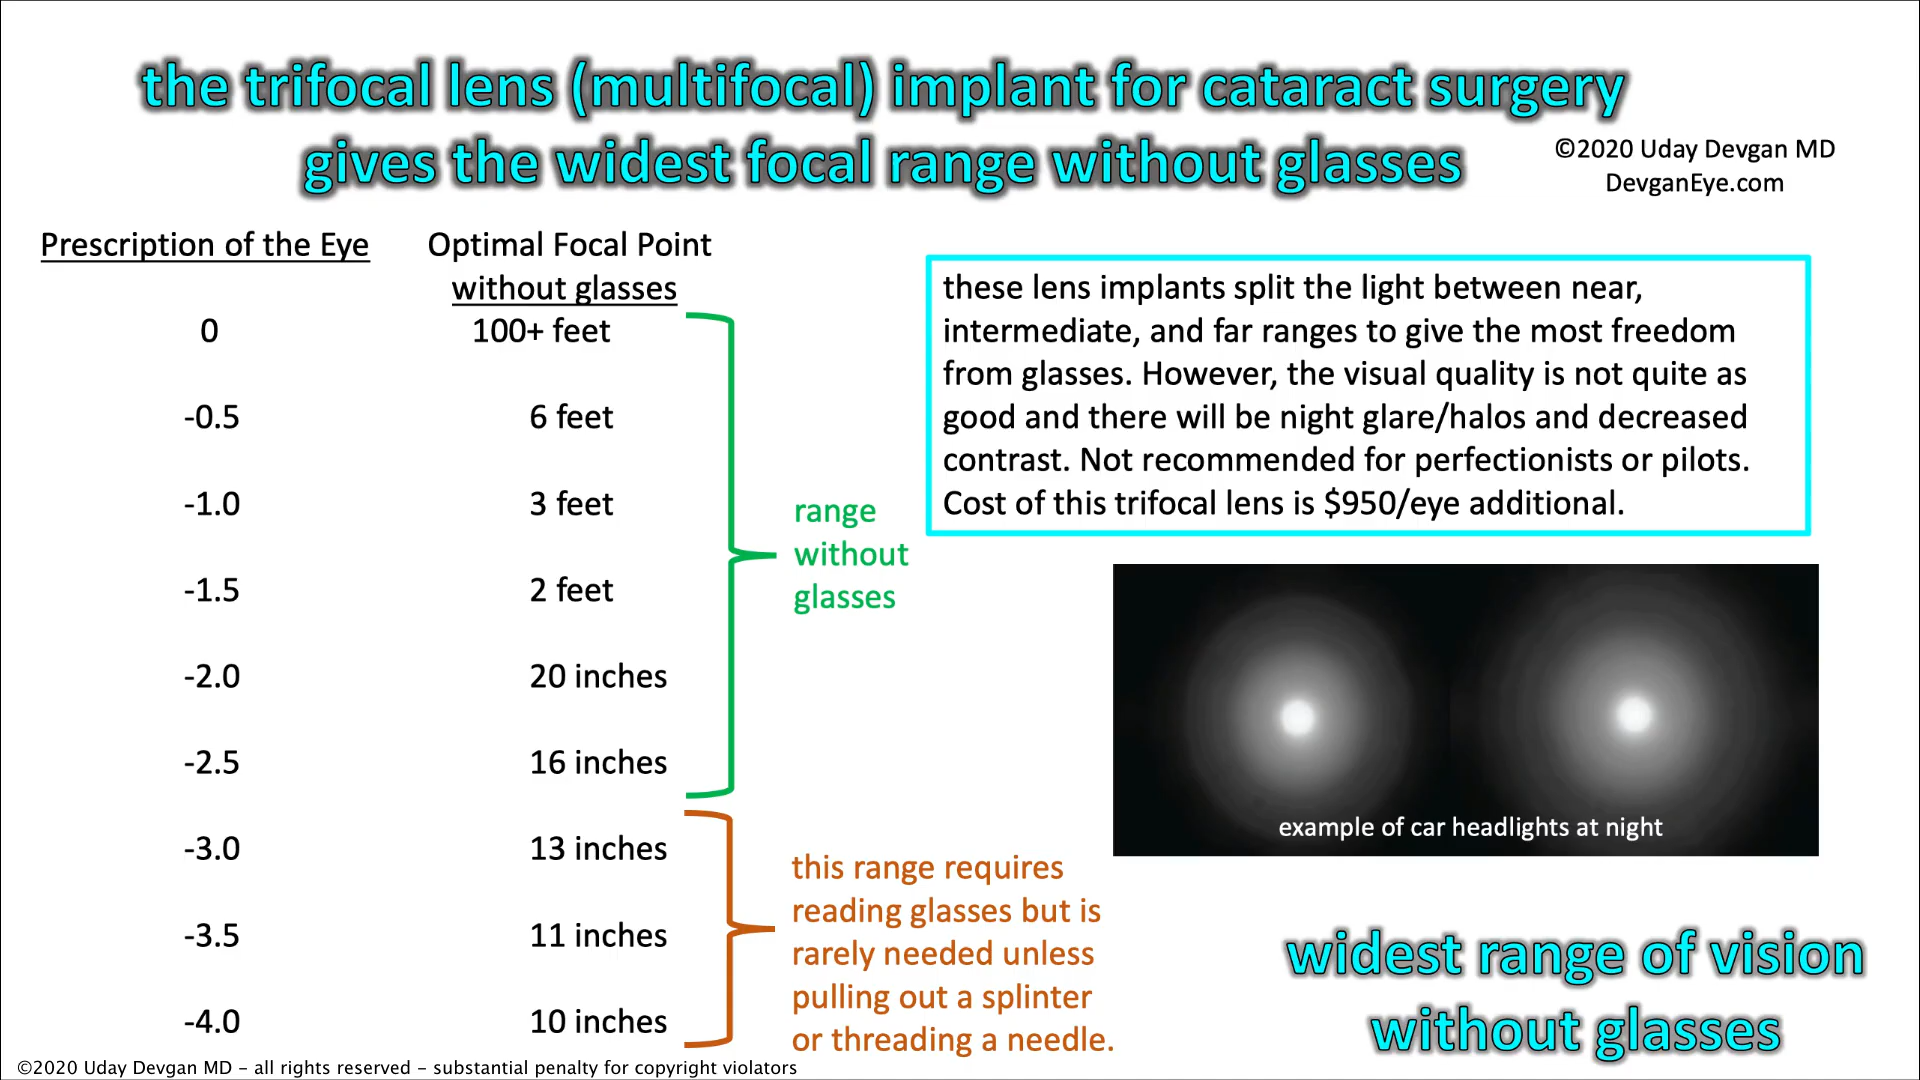 the trifocal lens (multifocal) implant for cataract surgery
gives the widest focal range without glasses
©2020 Uday Devgan MD
DevganEye.com
Prescription of the Eye
Optimal Focal Point
without glasses
0 100+ feet
-0.5 6 feet
-1.0 3 feet
-1.5 2 feet
-2.0 20 inches
-2.5 16 inches
-3.0 13 inches
-3.5 11 inches
-4.0 10 inches
range
without
glasses
this range requires
reading glasses but is
rarely needed unless
pulling out a splinter
or threading a needle.
these lens implants split the light between near,
intermediate, and far ranges to give the most freedom
from glasses. However, the visual quality is not quite as
good and there will be night glare/halos and decreased
contrast. Not recommended for perfectionists or pilots.
Cost of this trifocal lens is $950/eye additional.
example of car headlights at night
widest range of vision
without glasses
©2020 Uday Devgan MD – all rights reserved – substantial penalty for copyright violators